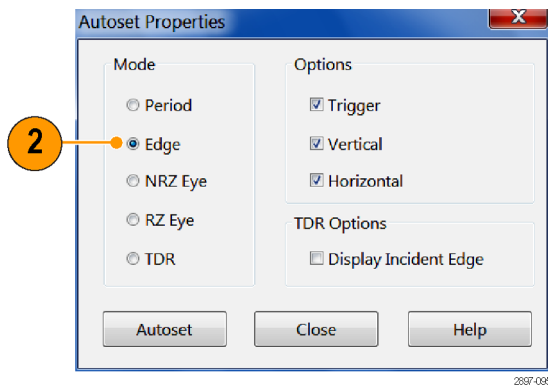 Autoset Properties
X
Mode
Period
2
Edge
NRZ Eye
RZ Eye
TDR
Options
Trigger
Vertical
Horizontal
TDR Options
Display Incident Edge
Autoset
Close
Help
2897-095